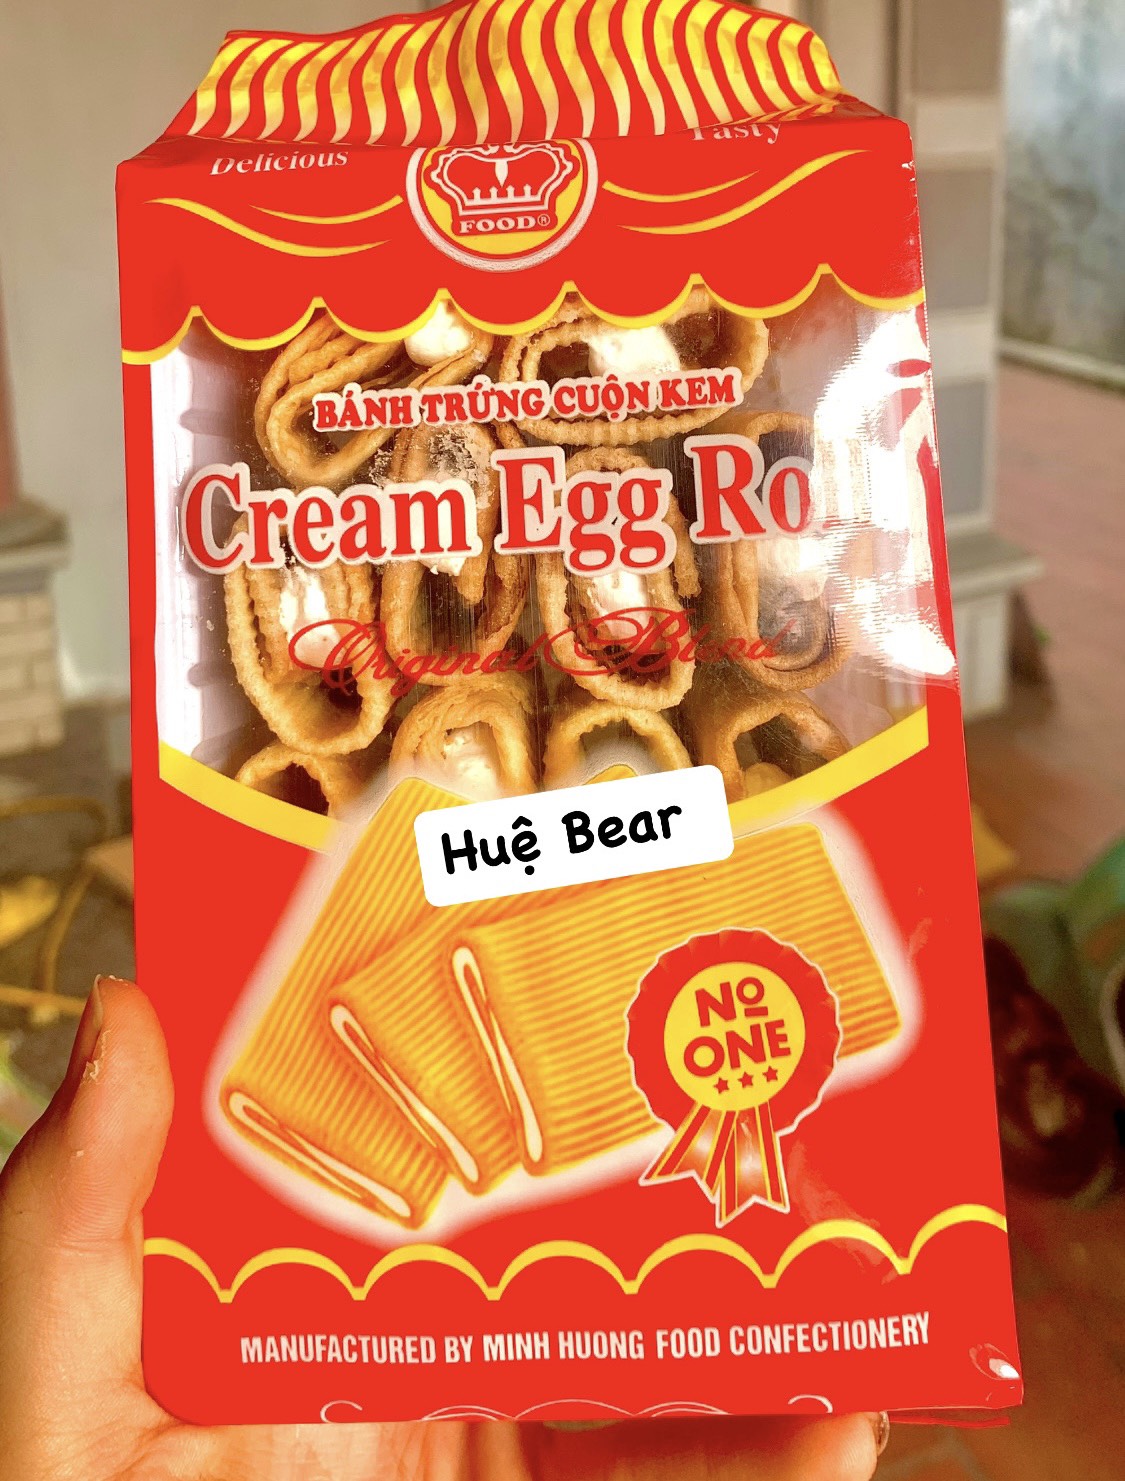 Delicious
Tasty
FOOD®
BÁNH TRỨNG CUỘN KEM
Cream Egg Roll
Original Blend
Huệ Bear
Nº
ONE
MANUFACTURED BY MINH HUONG FOOD CONFECTIONERY